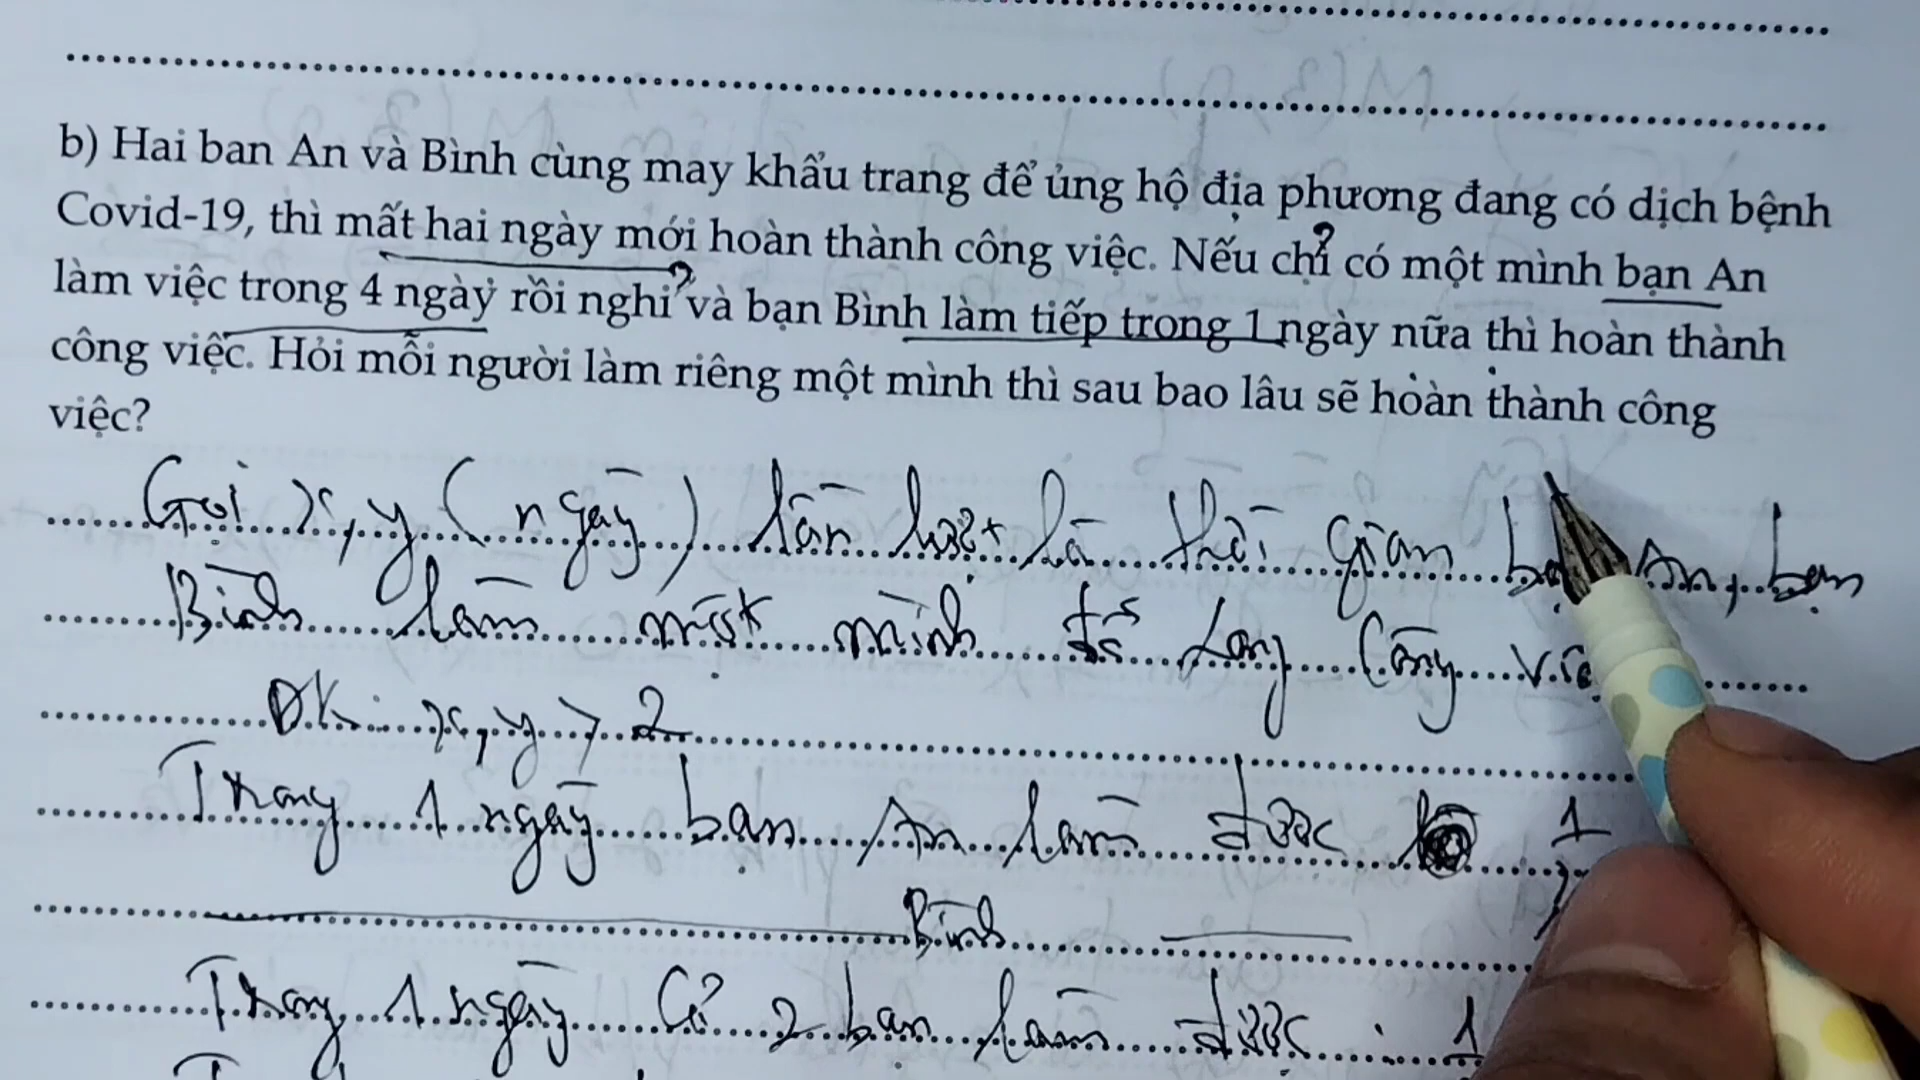 b) Hai ban An và Bình cùng may khẩu trang để ủng hộ địa phương đang có dịch bệnh
Covid-19, thì mất hai ngày mới hoàn thành công việc. Nếu chỉ có một mình bạn An
làm việc trong 4 ngày rồi nghỉ và bạn Bình làm tiếp trong 1 ngày nữa thì hoàn thành
công việc. Hỏi mỗi người làm riêng một mình thì sau bao lâu sẽ hoàn thành công
việc?
Gọi x, y (ngày) lần lượt là thời gian bạn An, bạn
Bình làm một mình để xong công
ĐK: x, y > 2
Trong 1 ngày bạn An làm được 1
Bình
Trong 1 ngày cả 2 bạn làm được : 1